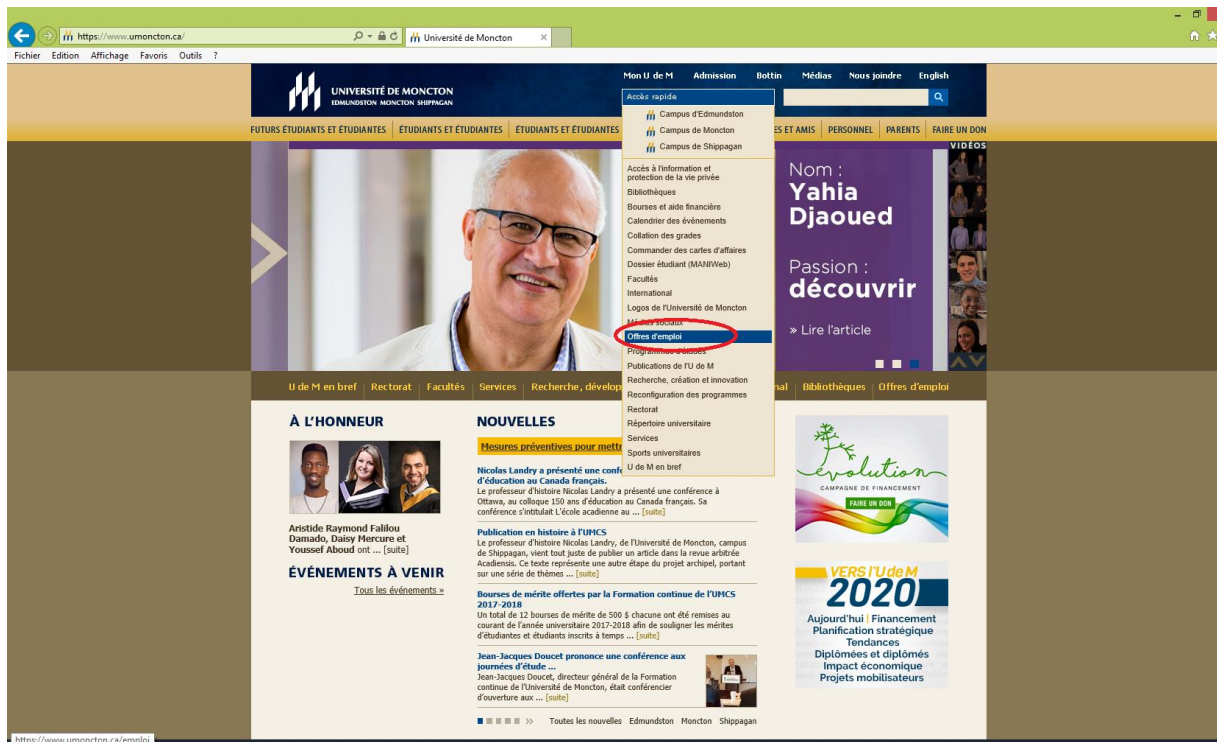 https://www.umoncton.ca/
Université de Moncton
Fichier Edition Affichage Favoris Outils ?
UNIVERSITÉ DE MONCTON
EDMUNDSTON MONCTON SHIPPAGAN
Mon U de M Admission Bottin Médias Nous joindre English
Accès rapide
Campus d'Edmundston
Campus de Moncton
Campus de Shippagan
FUTURS ÉTUDIANTS ET ÉTUDIANTES ÉTUDIANTS ET ÉTUDIANTES ÉTUDIANTS ET ÉTUDIANTES ES ET AMIS PERSONNEL PARENTS FAIRE UN DON
VIDÉOS
Accès à l'information et
protection de la vie privée
Bibliothèques
Bourses et aide financière
Calendrier des événements
Collation des grades
Commander des cartes d'affaires
Dossier étudiant (MANIWeb)
Facultés
International
Logos de l'Université de Moncton
Médias sociaux
Offres d'emploi
Programmes d'études
Publications de l'U de M
Recherche, création et innovation
Reconfiguration des programmes
Rectorat
Répertoire universitaire
Services
Sports universitaires
U de M en bref
Nom :
Yahia
Djaoued
Passion :
découvrir
» Lire l'article
U de M en bref Rectorat Facultés Services Recherche, dévelop nal Bibliothèques Offres d'emploi
À L'HONNEUR
Aristide Raymond Falilou
Damado, Daisy Mercure et
Youssef Aboud ont ... [suite]
ÉVÉNEMENTS À VENIR
Tous les événements »
NOUVELLES
Mesures préventives pour mettr
Nicolas Landry a présenté une confé
d'éducation au Canada français.
Le professeur d'histoire Nicolas Landry a présenté une conférence à
Ottawa, au colloque 150 ans d'éducation au Canada français. Sa
conférence s'intitulait L'école acadienne au ... [suite]
Publication en histoire à l'UMCS
Le professeur d'histoire Nicolas Landry, de l'Université de Moncton, campus
de Shippagan, vient tout juste de publier un article dans la revue arbitrée
Acadiensis. Ce texte représente une autre étape du projet archipel, portant
sur une série de thèmes ... [suite]
Bourses de mérite offertes par la Formation continue de l'UMCS
2017-2018
Un total de 12 bourses de mérite de 500 $ chacune ont été remises au
courant de l'année universitaire 2017-2018 afin de souligner les mérites
d'étudiantes et étudiants inscrits à temps ... [suite]
Jean-Jacques Doucet prononce une conférence aux
journées d'étude ...
Jean-Jacques Doucet, directeur général de la Formation
continue de l'Université de Moncton, était conférencier
d'ouverture aux ... [suite]
Toutes les nouvelles Edmundston Moncton Shippagan
évolution
CAMPAGNE DE FINANCEMENT
FAIRE UN DON
VERS l'U de M
2020
Aujourd'hui | Financement
Planification stratégique
Tendances
Diplômées et diplômés
Impact économique
Projets mobilisateurs
https://www.umoncton.ca/emploi